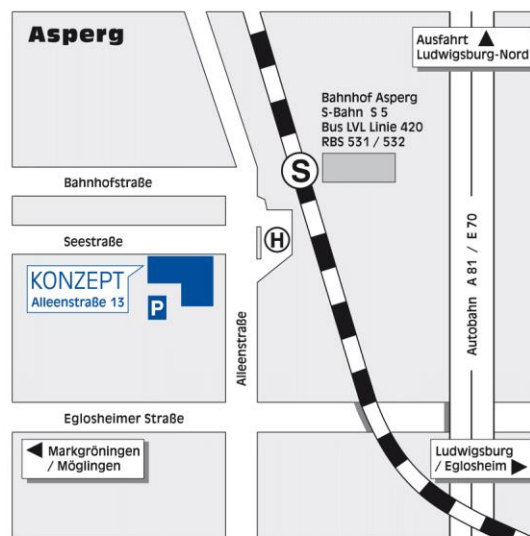 Asperg
Ausfahrt ▲
Ludwigsburg-Nord
Bahnhof Asperg
S-Bahn S 5
Bus LVL Linie 420
RBS 531 / 532
S
Bahnhofstraße
H
Seestraße
KONZEPT
Alleenstraße 13
P
Alleenstraße
Autobahn A 81 / E 70
Eglosheimer Straße
◄ Markgröningen
/ Möglingen
Ludwigsburg
/ Eglosheim ►